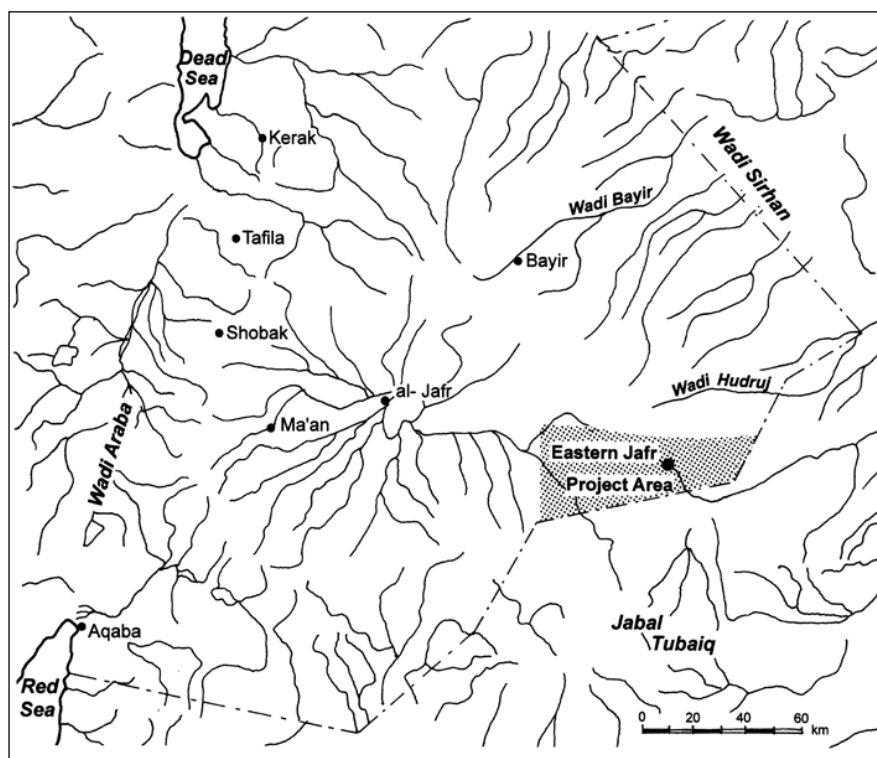 Dead
Sea
Kerak
Wadi Sirhan
Wadi Bayir
Tafila
Bayir
Shobak
al- Jafr
Wadi Hudruj
Ma'an
Wadi Araba
Eastern Jafr
Project Area
Jabal
Tubaiq
Aqaba
Red
Sea
0 20 40 60
km